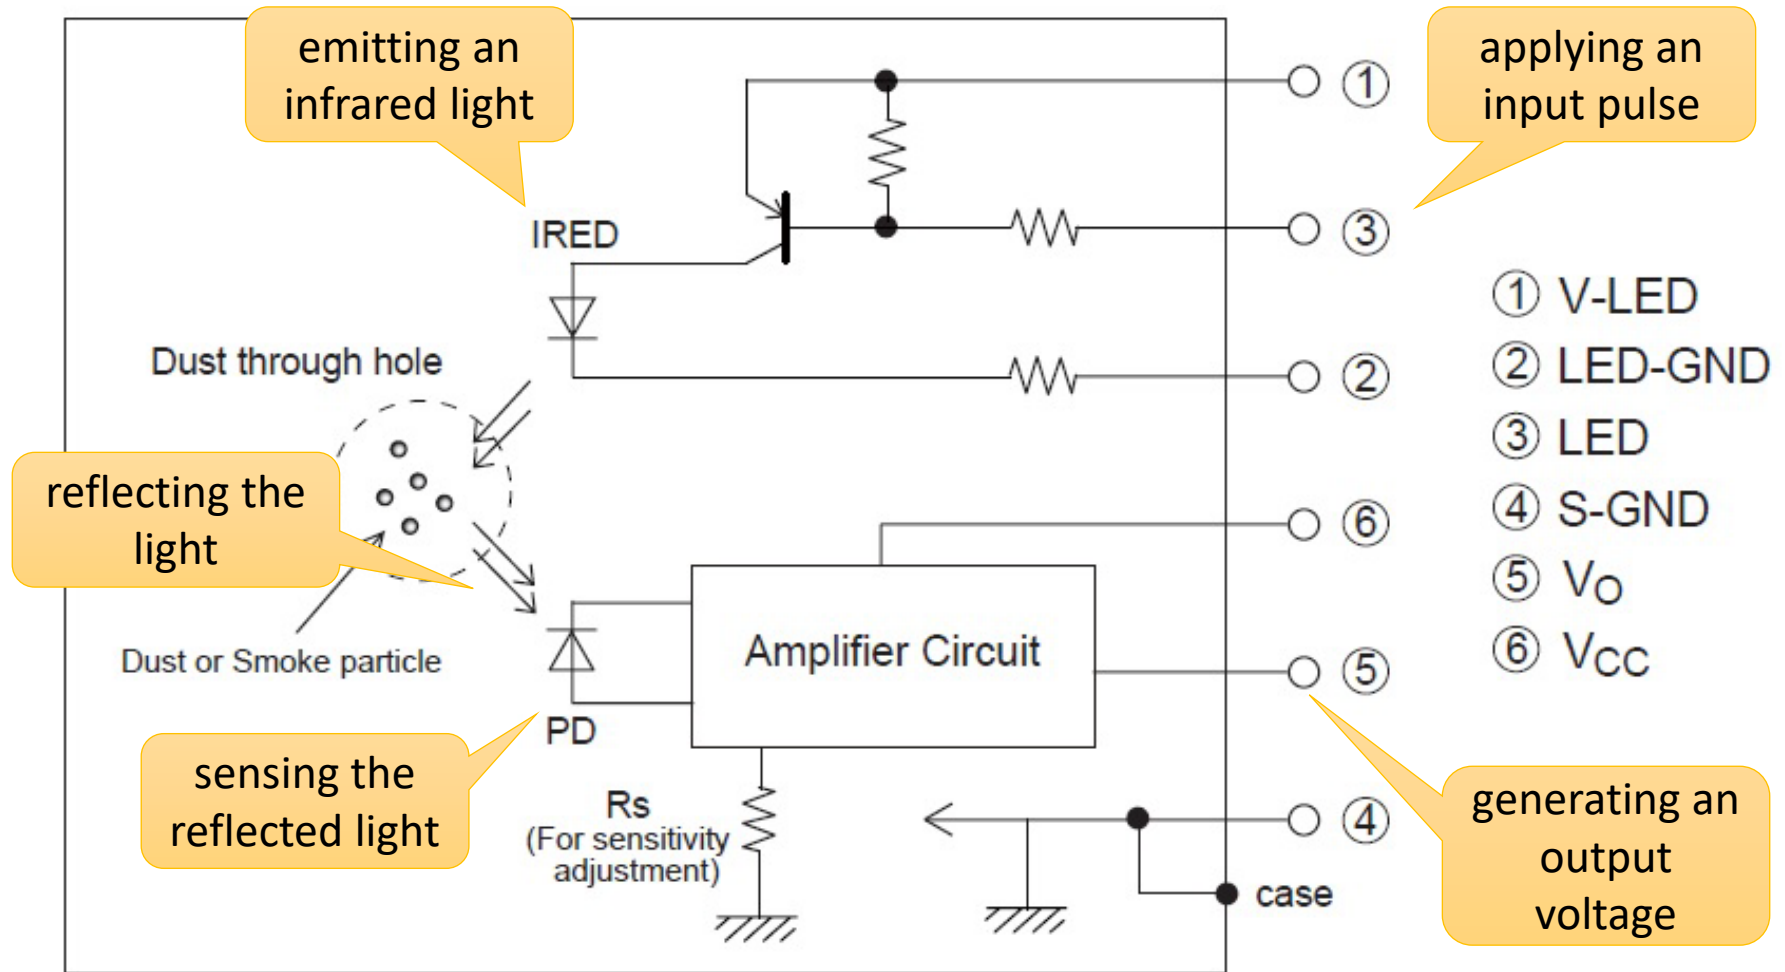 emitting an
infrared light
applying an
input pulse
①
IRED
③
① V-LED
Dust through hole
②
② LED-GND
③ LED
reflecting the
light
⑥
④ S-GND
⑤ VO
Dust or Smoke particle
Amplifier Circuit
⑤
⑥ VCC
PD
sensing the
reflected light
Rs
(For sensitivity
adjustment)
④
generating an
output
voltage
case